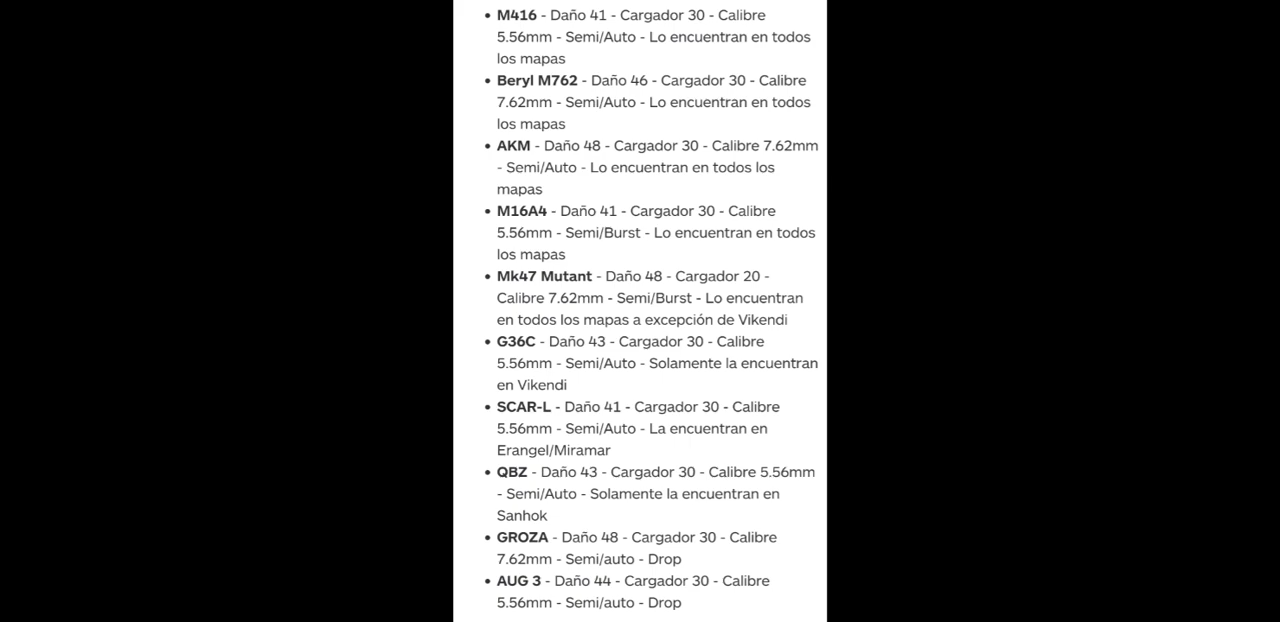 • M416 - Daño 41 - Cargador 30 - Calibre
5.56mm - Semi/Auto - Lo encuentran en todos
los mapas
• Beryl M762 - Daño 46 - Cargador 30 - Calibre
7.62mm - Semi/Auto - Lo encuentran en todos
los mapas
• AKM - Daño 48 - Cargador 30 - Calibre 7.62mm
- Semi/Auto - Lo encuentran en todos los
mapas
• M16A4 - Daño 41 - Cargador 30 - Calibre
5.56mm - Semi/Burst - Lo encuentran en todos
los mapas
• Mk47 Mutant - Daño 48 - Cargador 20 -
Calibre 7.62mm - Semi/Burst - Lo encuentran
en todos los mapas a excepción de Vikendi
• G36C - Daño 43 - Cargador 30 - Calibre
5.56mm - Semi/Auto - Solamente la encuentran
en Vikendi
• SCAR-L - Daño 41 - Cargador 30 - Calibre
5.56mm - Semi/Auto - La encuentran en
Erangel/Miramar
• QBZ - Daño 43 - Cargador 30 - Calibre 5.56mm
- Semi/Auto - Solamente la encuentran en
Sanhok
• GROZA - Daño 48 - Cargador 30 - Calibre
7.62mm - Semi/auto - Drop
• AUG 3 - Daño 44 - Cargador 30 - Calibre
5.56mm - Semi/auto - Drop